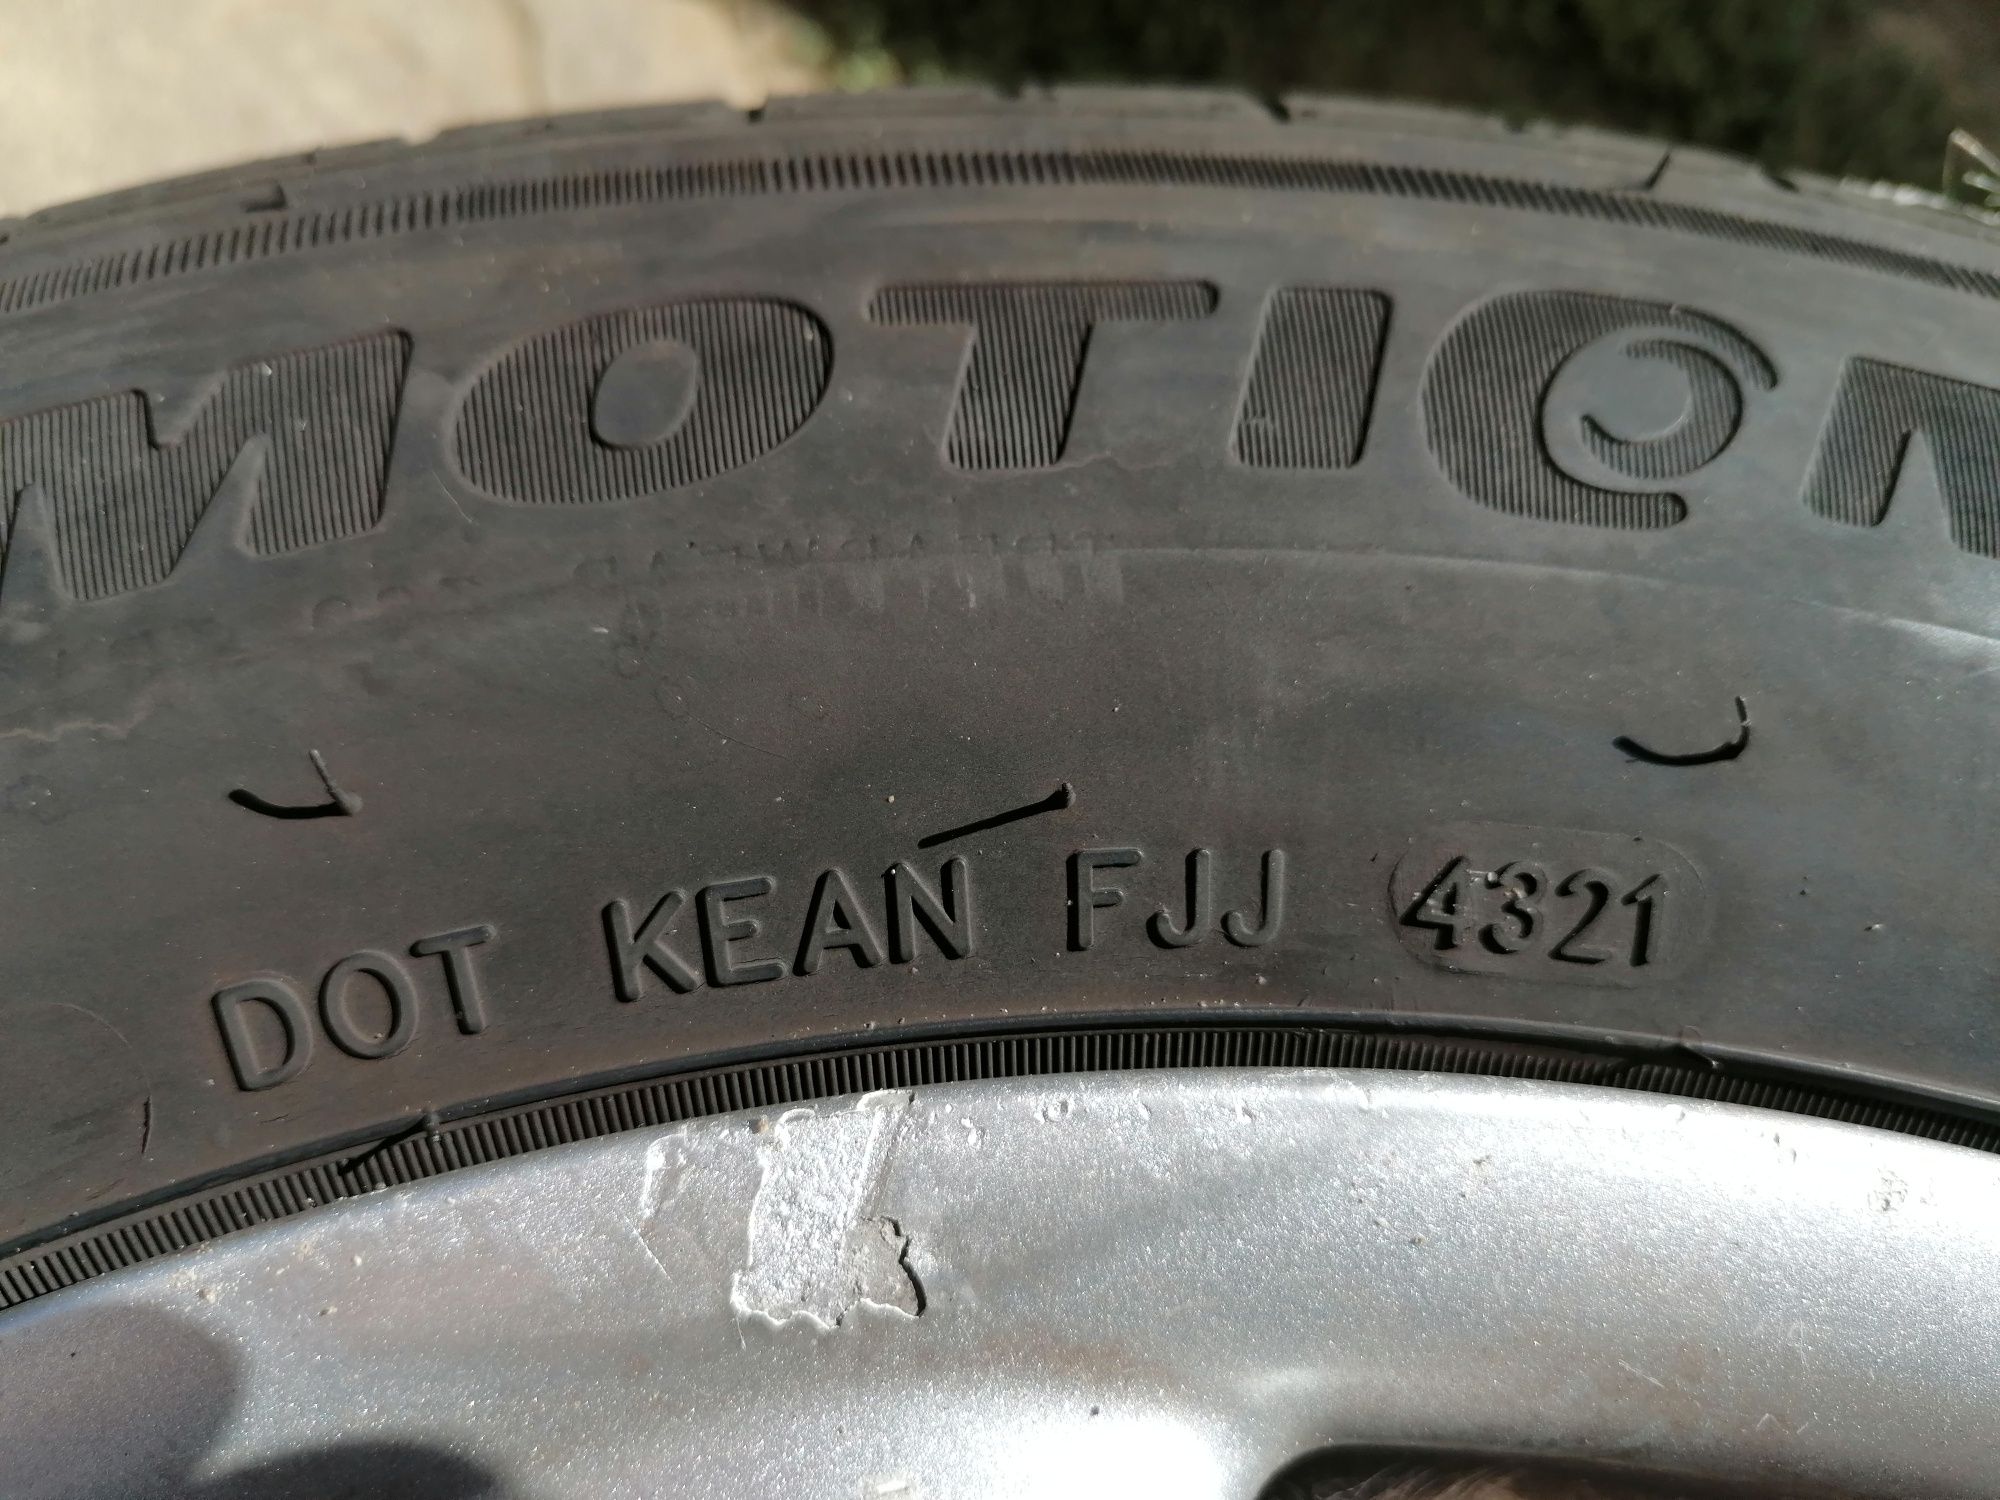 MOTION
DOT KEAN FJJ 4321